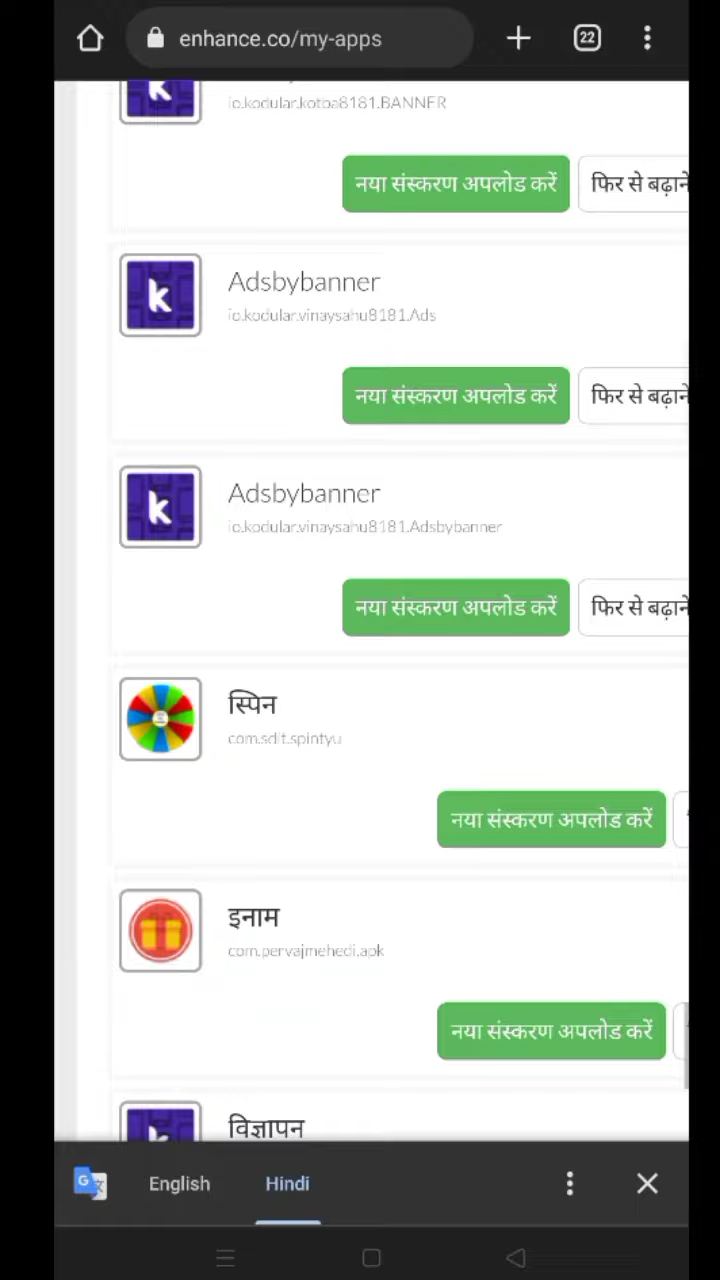 enhance.co/my-apps
22
io.kodular.kotba8181.BANNER
नया संस्करण अपलोड करें
फिर से बढ़ाने
Adsbybanner
io.kodular.vinaysahu8181.Ads
नया संस्करण अपलोड करें
फिर से बढ़ाने
Adsbybanner
io.kodular.vinaysahu8181.Adsbybanner
नया संस्करण अपलोड करें
फिर से बढ़ाने
स्पिन
com.sdit.spintyu
नया संस्करण अपलोड करें
इनाम
com.pervajmehedi.apk
नया संस्करण अपलोड करें
विज्ञापन
English
Hindi